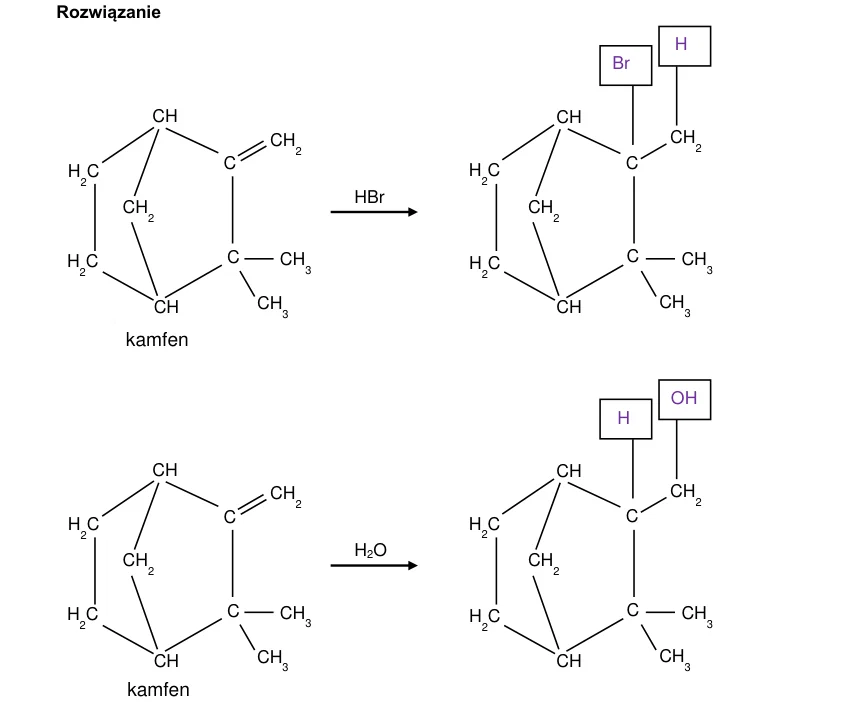 Rozwiązanie
H
Br
CH CH
CH2 CH2
H2C C H2C C
HBr
CH2 CH2
H2C C CH3 H2C C CH3
CH3 CH3
CH CH
kamfen
OH
H
CH CH
CH2 CH2
H2C C H2C C
H2O
CH2 CH2
H2C C CH3 H2C C CH3
CH3 CH3
CH CH
kamfen